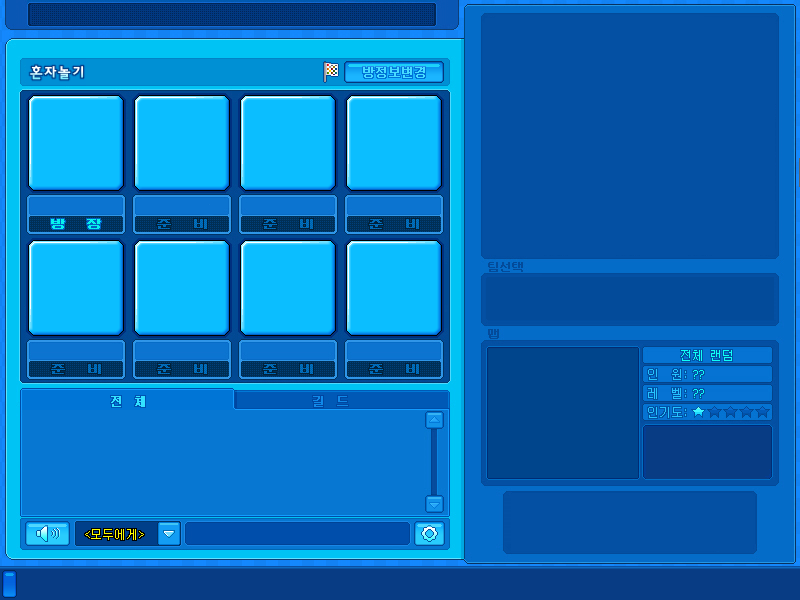 혼자놀기
방정보변경
방 장
준 비
준 비
준 비
준 비
준 비
준 비
준 비
팀선택
맵
전체 랜덤
인 원: ??
레 벨: ??
인기도:
전 체
길 드
<모두에게>